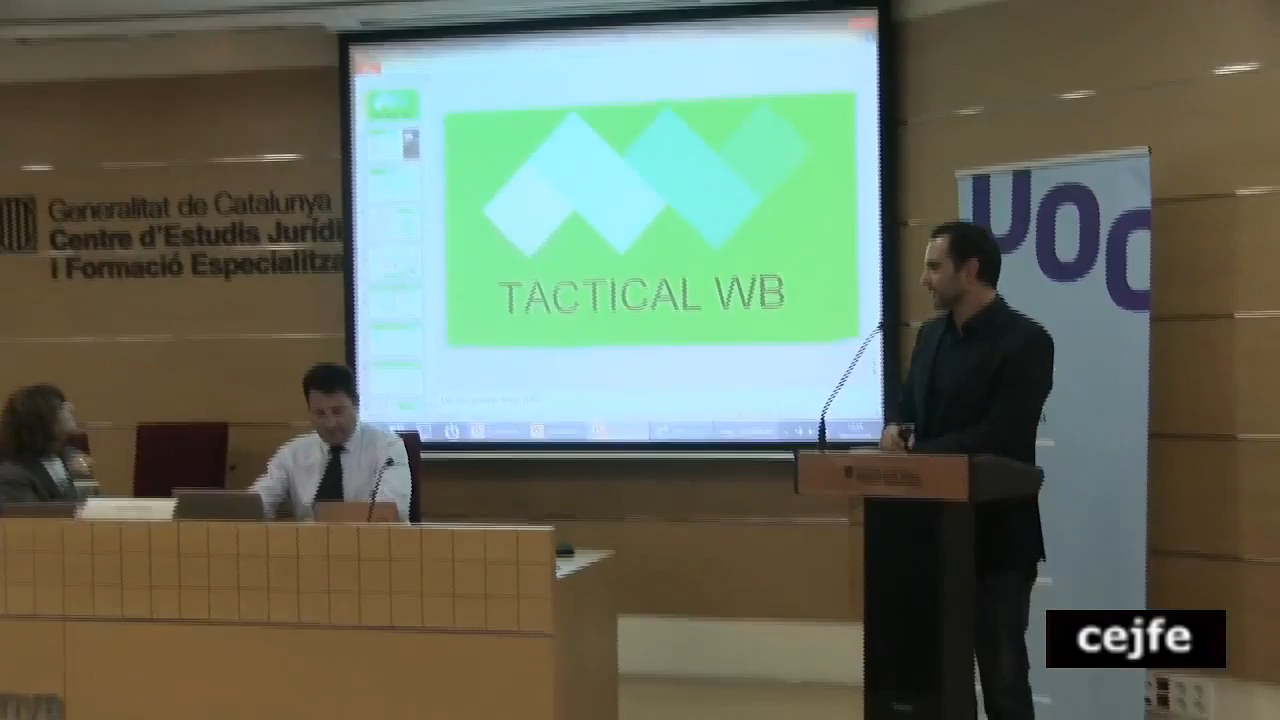 Generalitat de Catalunya
Centre d'Estudis Jurídi
i Formació Especialitza
TACTICAL WB
UOC
cejfe